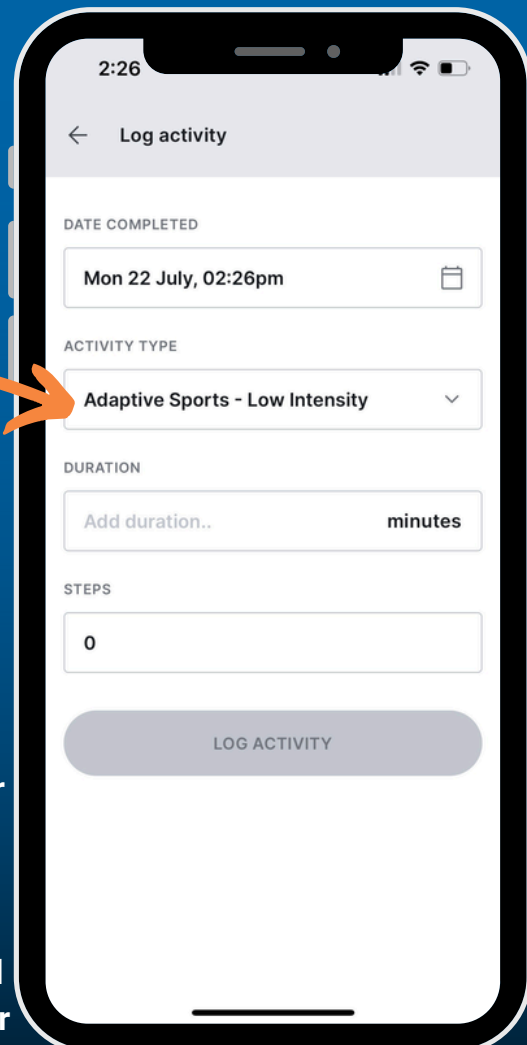 2:26
Log activity
DATE COMPLETED
Mon 22 July, 02:26pm
ACTIVITY TYPE
Adaptive Sports - Low Intensity
DURATION
Add duration.. minutes
STEPS
0
LOG ACTIVITY